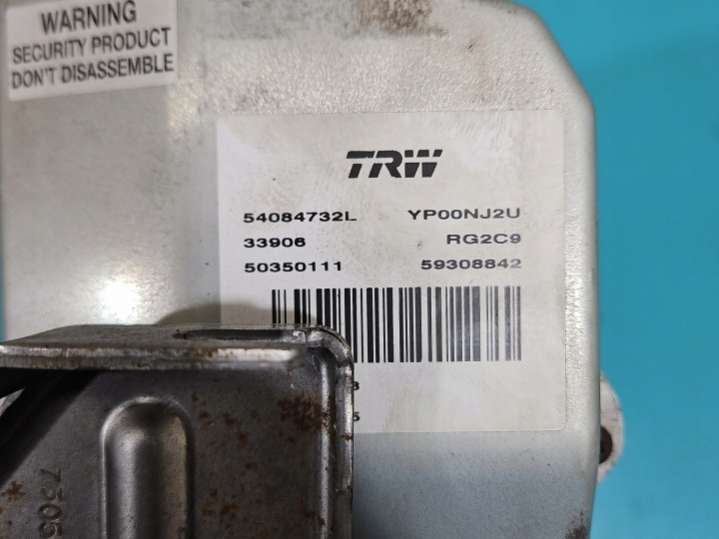 WARNING
SECURITY PRODUCT
DON'T DISASSEMBLE
TRW
54084732L YP00NJ2U
33906 RG2C9
50350111 59308842